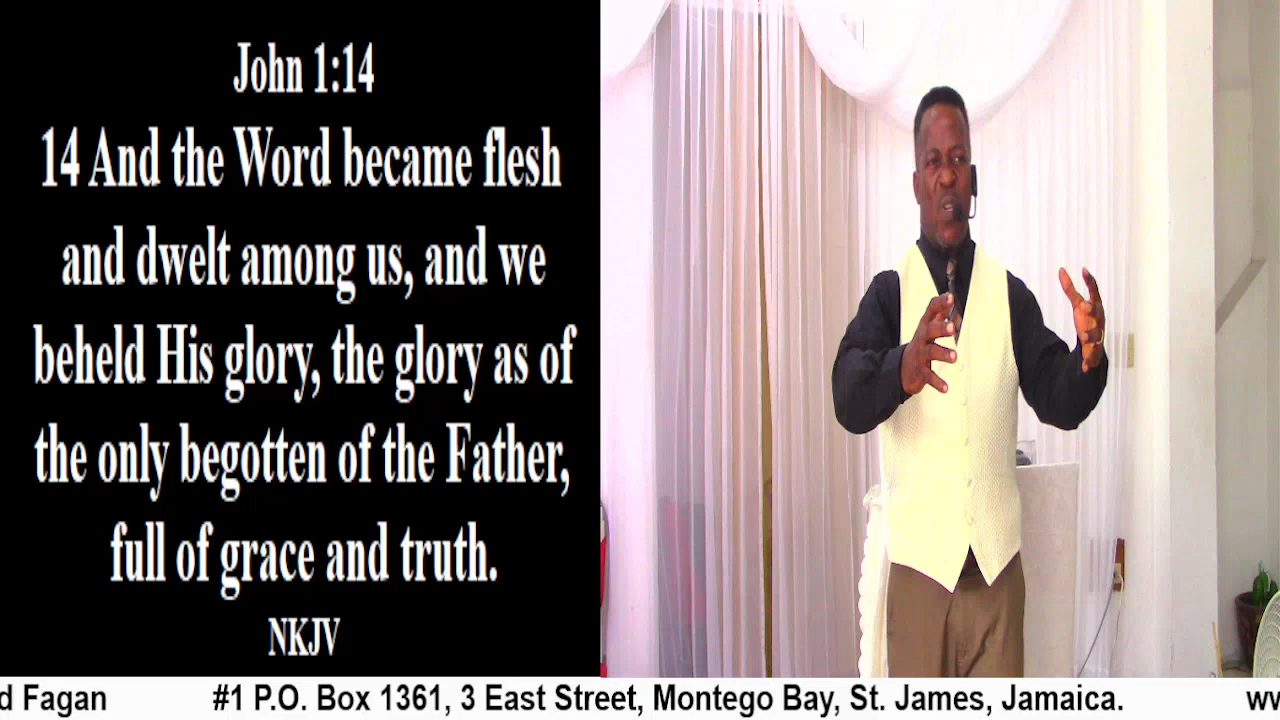 John 1:14
14 And the Word became flesh
and dwelt among us, and we
beheld His glory, the glory as of
the only begotten of the Father,
full of grace and truth.
NKJV
d Fagan #1 P.O. Box 1361, 3 East Street, Montego Bay, St. James, Jamaica.